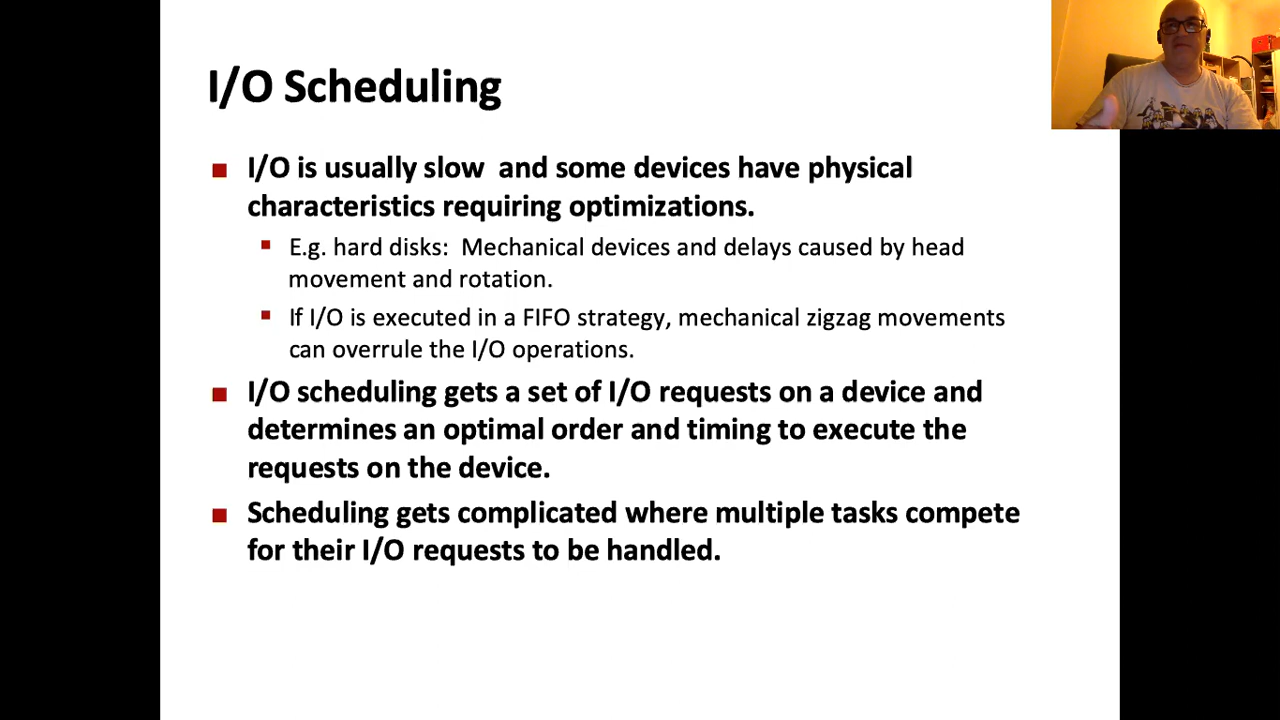 I/O Scheduling
I/O is usually slow  and some devices have physical
characteristics requiring optimizations.
E.g. hard disks:  Mechanical devices and delays caused by head
movement and rotation.
If I/O is executed in a FIFO strategy, mechanical zigzag movements
can overrule the I/O operations.
I/O scheduling gets a set of I/O requests on a device and
determines an optimal order and timing to execute the
requests on the device.
Scheduling gets complicated where multiple tasks compete
for their I/O requests to be handled.